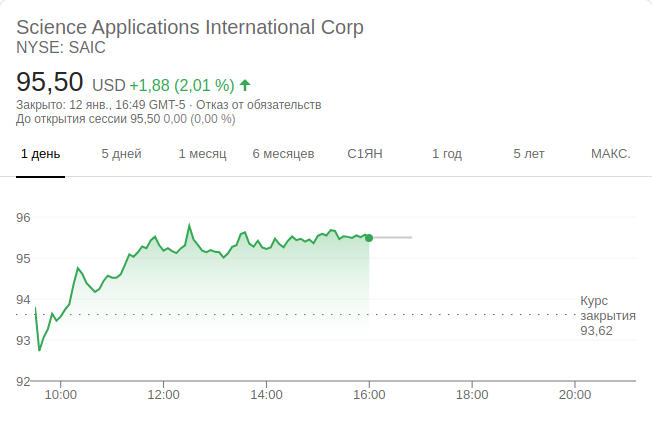 Science Applications International Corp
NYSE: SAIC
95,50 USD +1,88 (2,01 %)
Закрыто: 12 янв., 16:49 GMT-5 · Отказ от обязательств
До открытия сессии 95,50 0,00 (0,00 %)
1 день 5 дней 1 месяц 6 месяцев С1ЯН 1 год 5 лет МАКС.
96
95
94
93
92
Курс
закрытия
93,62
10:00 12:00 14:00 16:00 18:00 20:00